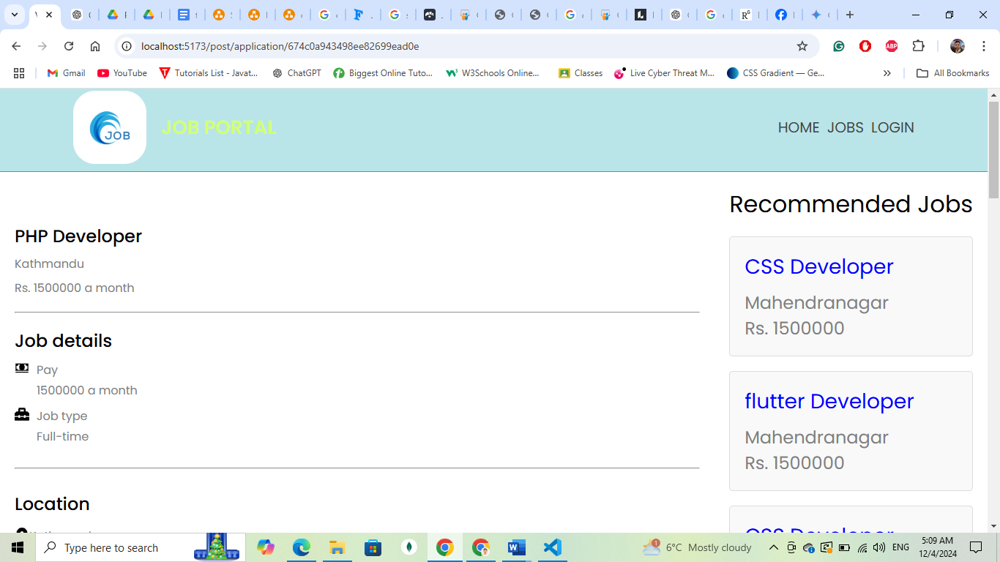 localhost:5173/post/application/674c0a943498ee82699ead0e
Gmail
YouTube
Tutorials List - Javat...
ChatGPT
Biggest Online Tuto...
W3Schools Online...
Classes
Live Cyber Threat M...
CSS Gradient — Ge...
All Bookmarks
JOB
JOB PORTAL
HOME JOBS LOGIN
PHP Developer
Kathmandu
Rs. 1500000 a month
Job details
Pay
1500000 a month
Job type
Full-time
Location
Recommended Jobs
CSS Developer
Mahendranagar
Rs. 1500000
flutter Developer
Mahendranagar
Rs. 1500000
Type here to search
6°C Mostly cloudy
ENG
5:09 AM
12/4/2024